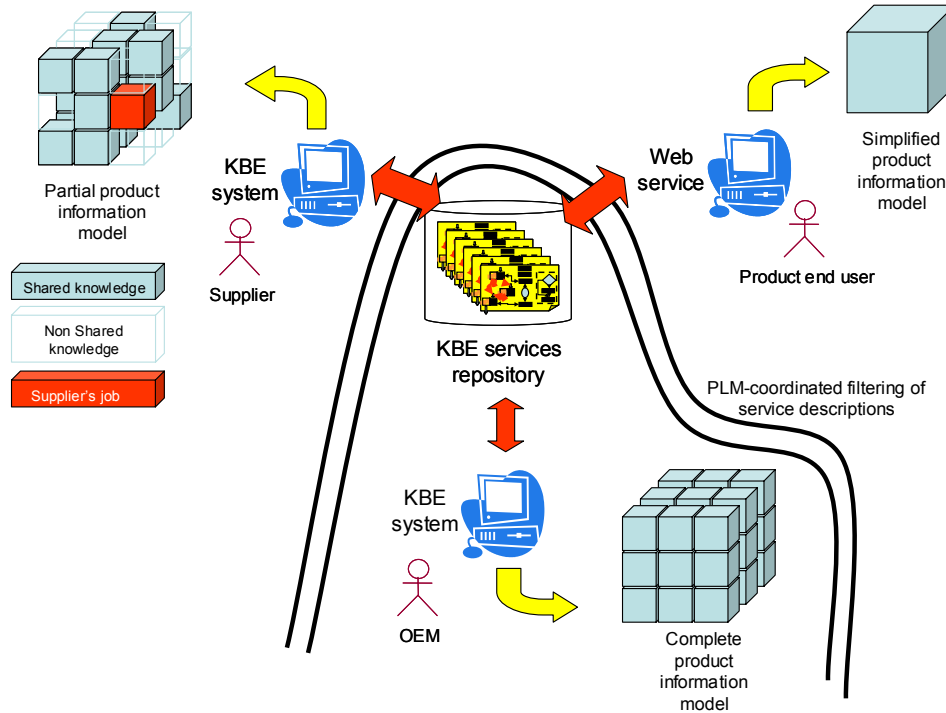 Partial product
information
model
KBE
system
Supplier
Shared knowledge
Non Shared
knowledge
Supplier's job
Web
service
Product end user
Simplified
product
information
model
KBE services
repository
PLM-coordinated filtering of
service descriptions
KBE
system
OEM
Complete
product
information
model